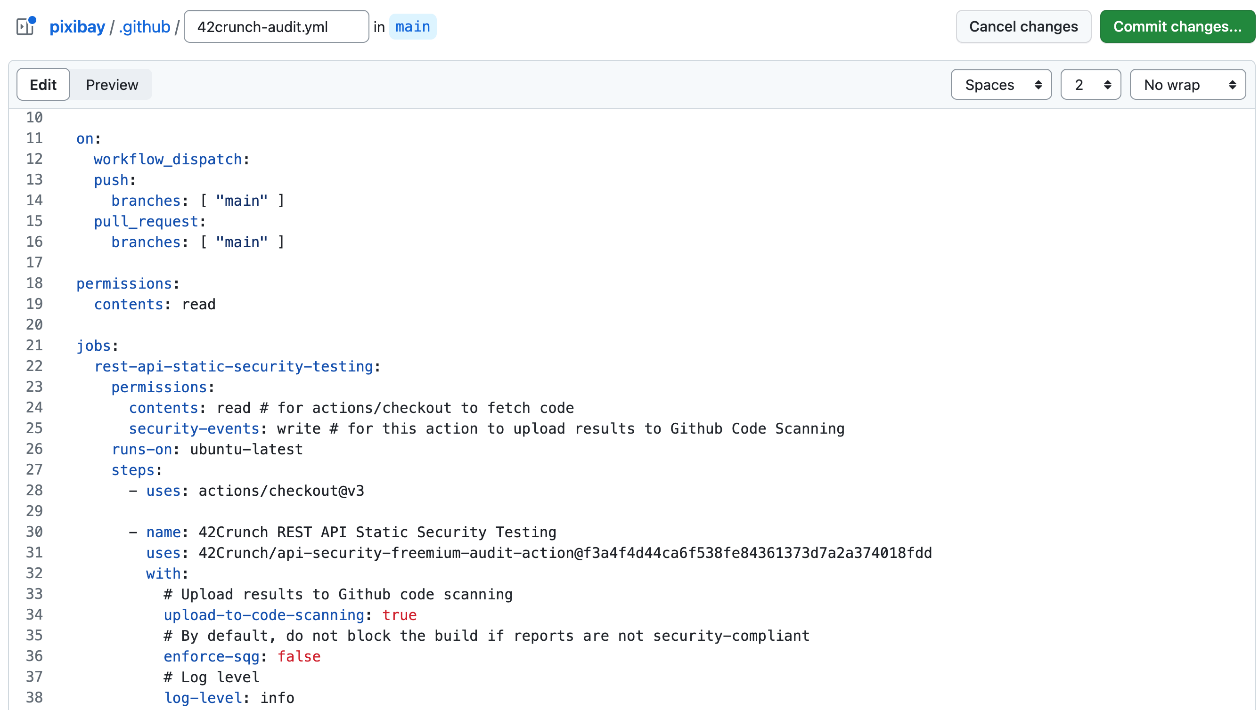 pixibay / .github / 42crunch-audit.yml in main Cancel changes Commit changes...
Edit Preview Spaces 2 No wrap
10
11 on:
12   workflow_dispatch:
13   push:
14     branches: [ "main" ]
15   pull_request:
16     branches: [ "main" ]
17
18 permissions:
19   contents: read
20
21 jobs:
22   rest-api-static-security-testing:
23     permissions:
24       contents: read # for actions/checkout to fetch code
25       security-events: write # for this action to upload results to Github Code Scanning
26     runs-on: ubuntu-latest
27     steps:
28       - uses: actions/checkout@v3
29
30       - name: 42Crunch REST API Static Security Testing
31         uses: 42Crunch/api-security-freemium-audit-action@f3a4f4d44ca6f538fe84361373d7a2a374018fdd
32         with:
33           # Upload results to Github code scanning
34           upload-to-code-scanning: true
35           # By default, do not block the build if reports are not security-compliant
36           enforce-sqg: false
37           # Log level
38           log-level: info